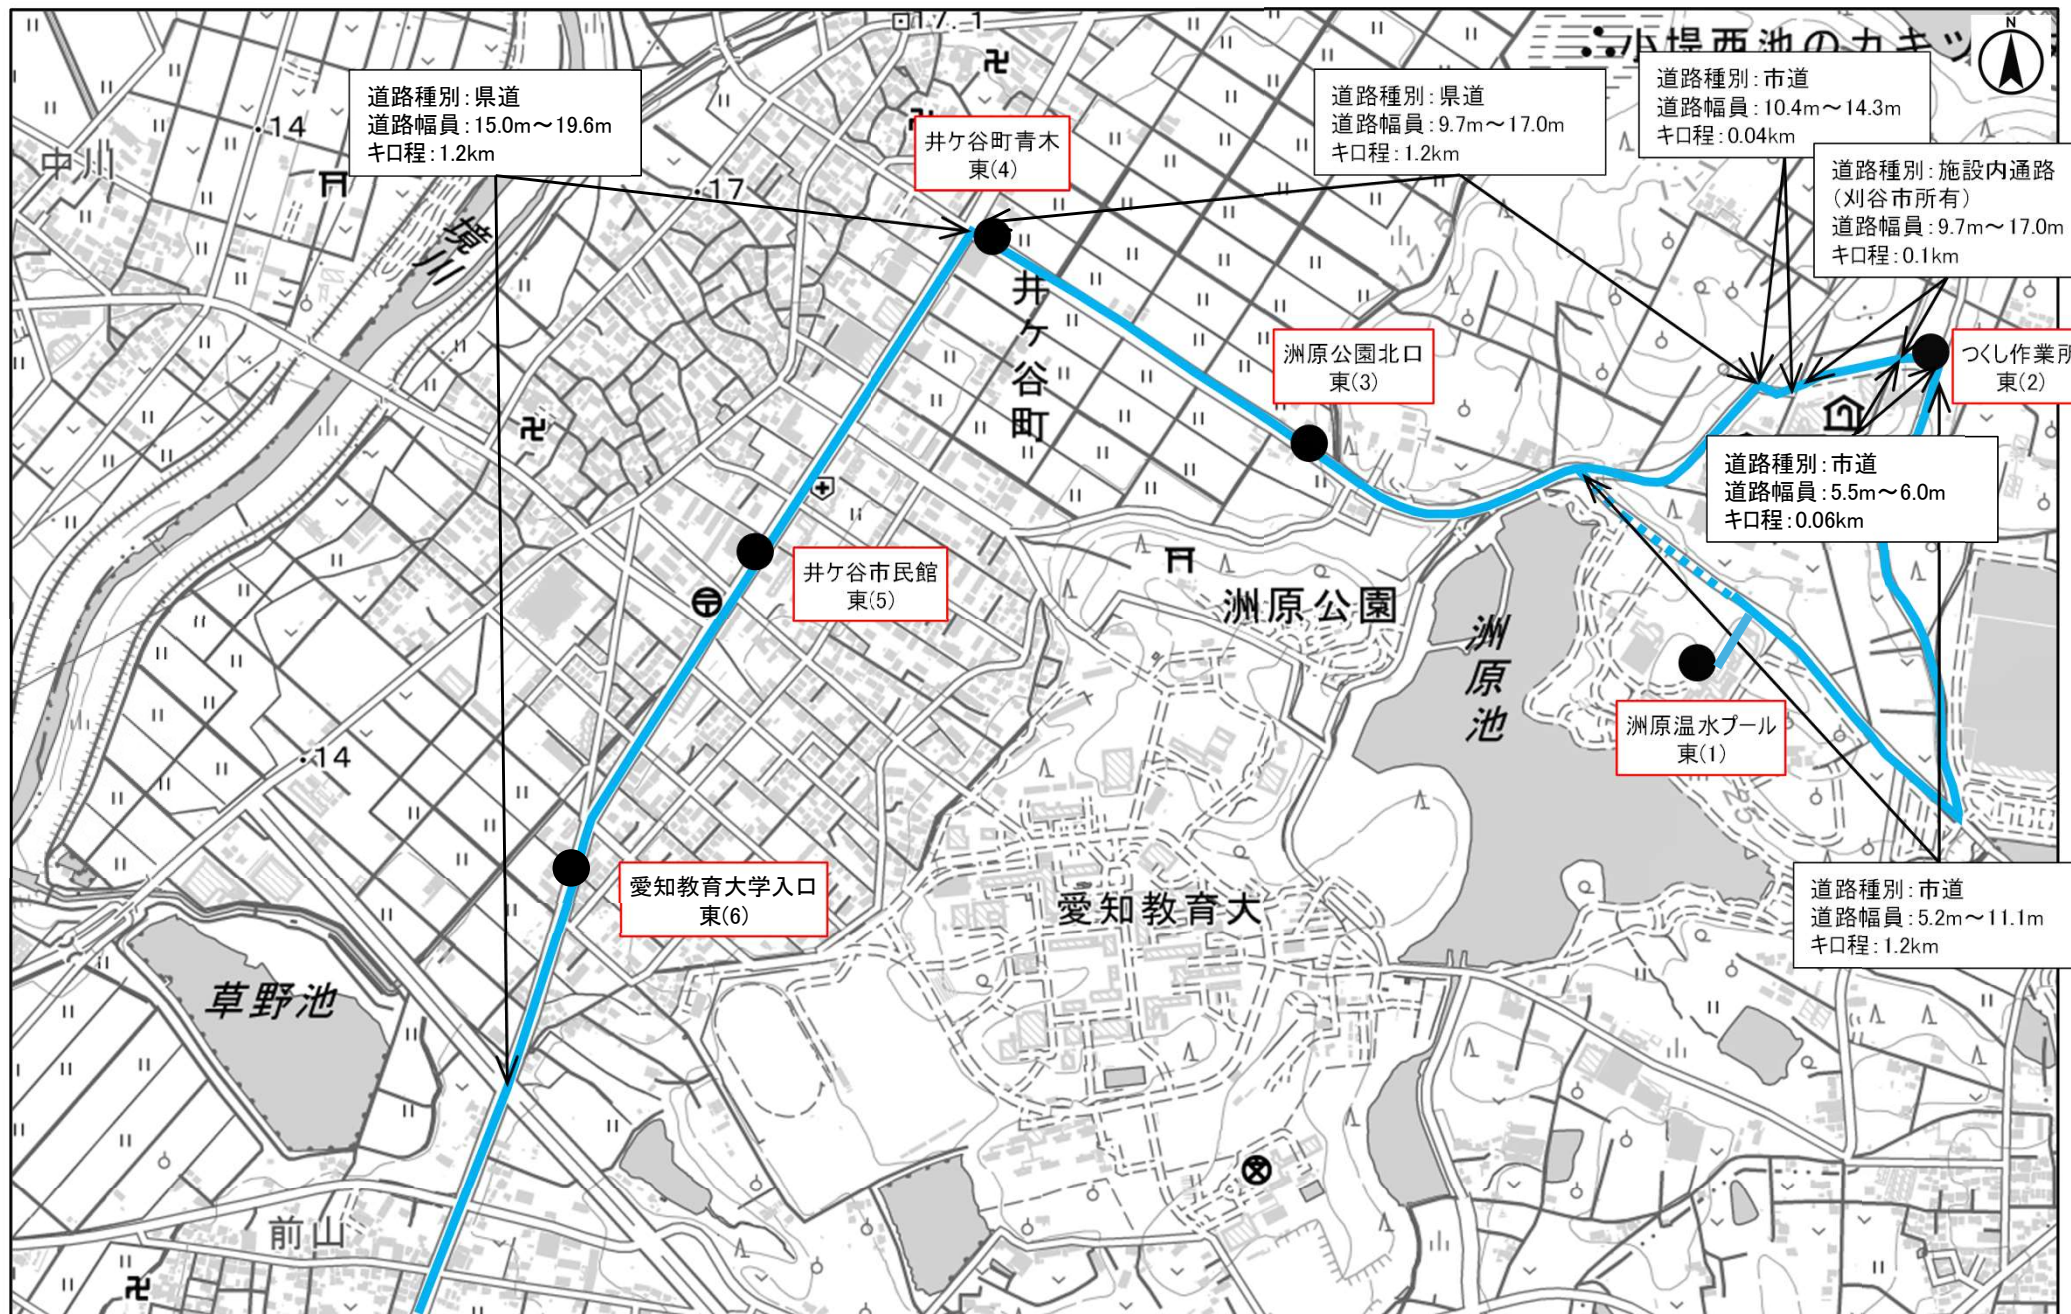 17.1
小堤西池のカキツ
N
道路種別:県道
道路幅員:15.0m～19.6m
キロ程:1.2km
道路種別:県道
道路幅員:9.7m～17.0m
キロ程:1.2km
道路種別:市道
道路幅員:10.4m～14.3m
キロ程:0.04km
道路種別:施設内通路
(刈谷市所有)
道路幅員:9.7m～17.0m
キロ程:0.1km
14
中川
17
井ケ谷町青木
東(4)
境川
井ケ谷町
洲原公園北口
東(3)
つくし作業所
東(2)
道路種別:市道
道路幅員:5.5m～6.0m
キロ程:0.06km
井ケ谷市民館
東(5)
洲原公園
洲原池
洲原温水プール
東(1)
14
25
愛知教育大学入口
東(6)
愛知教育大
道路種別:市道
道路幅員:5.2m～11.1m
キロ程:1.2km
草野池
前山